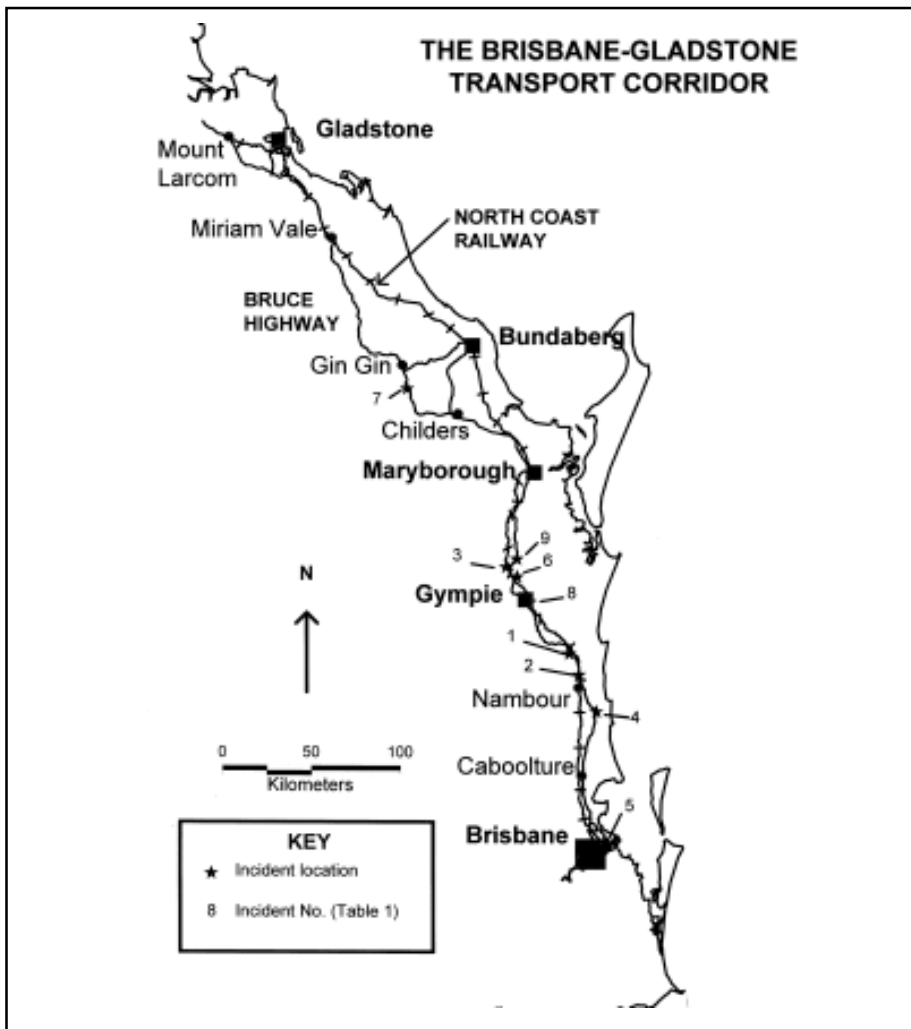 THE BRISBANE-GLADSTONE
TRANSPORT CORRIDOR
Gladstone
Mount
Larcom
Miriam Vale
NORTH COAST
RAILWAY
BRUCE
HIGHWAY
Bundaberg
Gin Gin
7
Childers
Maryborough
9
3
6
Gympie
8
N
1
2
Nambour
4
0 50 100
Kilometers
Caboolture
5
Brisbane
KEY
Incident location
8 Incident No. (Table 1)